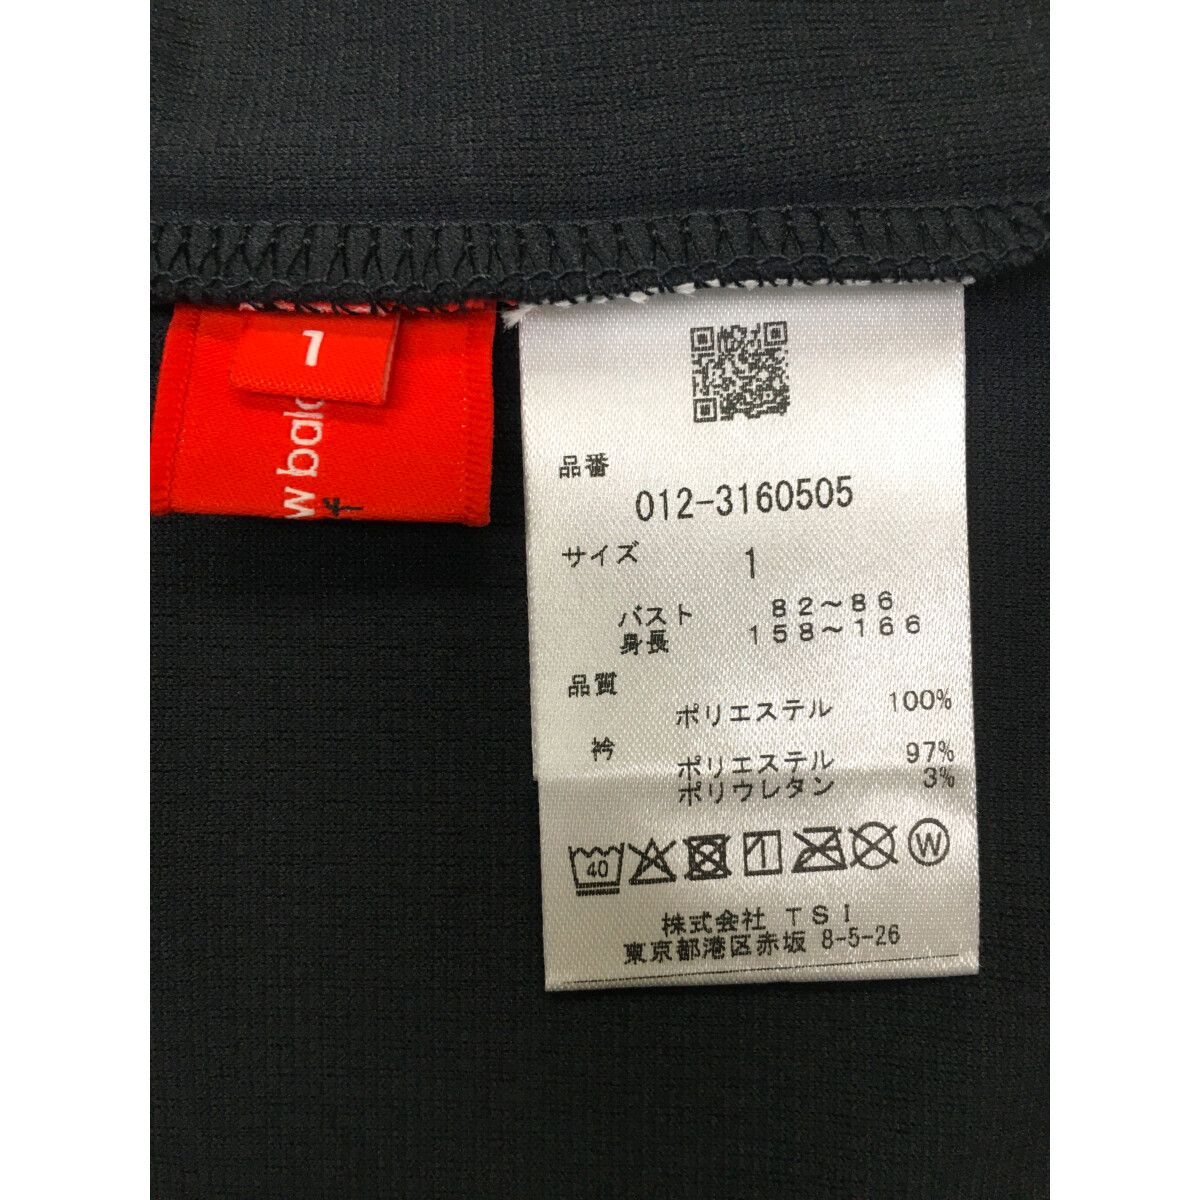 1
w balc
品番
012-3160505
サイズ 1
バスト 82～86
身長 158～166
品質
ポリエステル 100%
衿 ポリエステル 97%
ポリウレタン 3%
40 W
株式会社 TSI
東京都港区赤坂 8-5-26